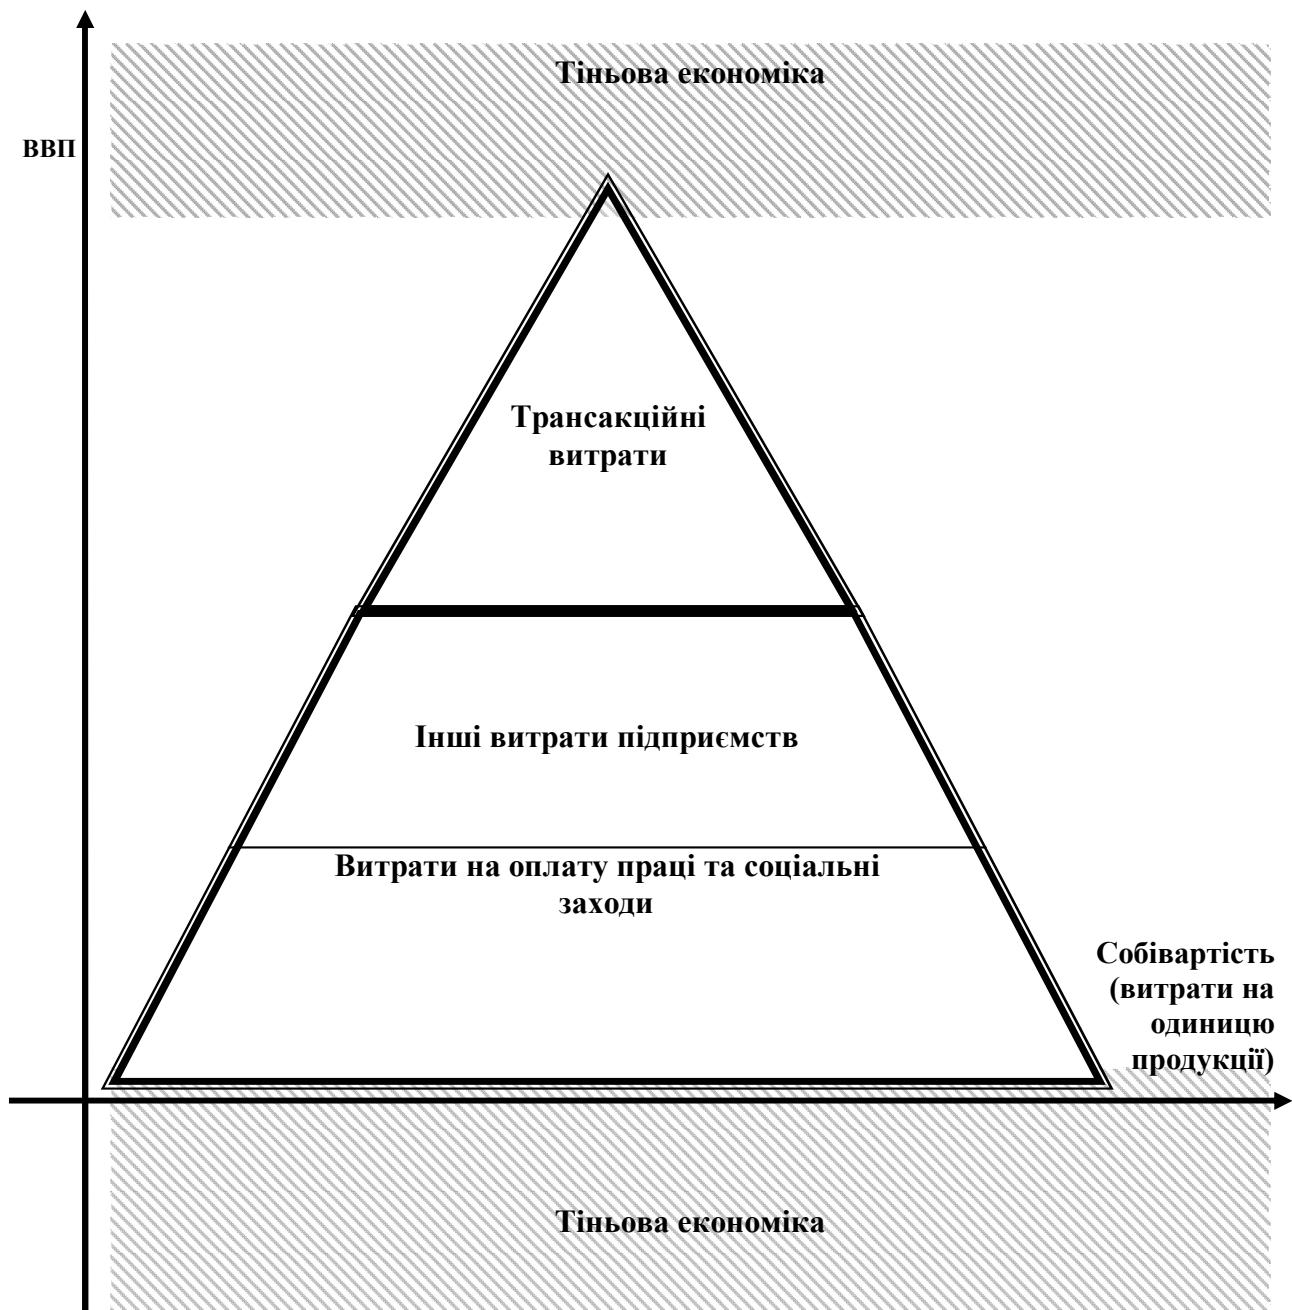 Тіньова економіка
ВВП
Трансакційні
витрати
Інші витрати підприємств
Витрати на оплату праці та соціальні
заходи
Собівартість
(витрати на
одиницю
продукції)
Тіньова економіка